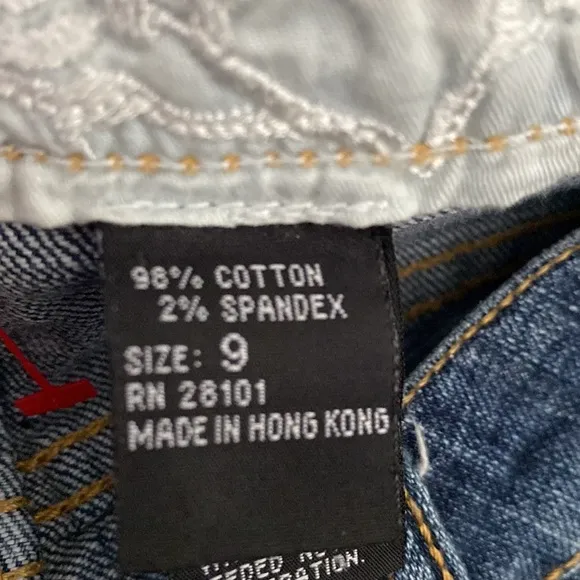 98% COTTON
2% SPANDEX
SIZE: 9
RN 28101
MADE IN HONG KONG